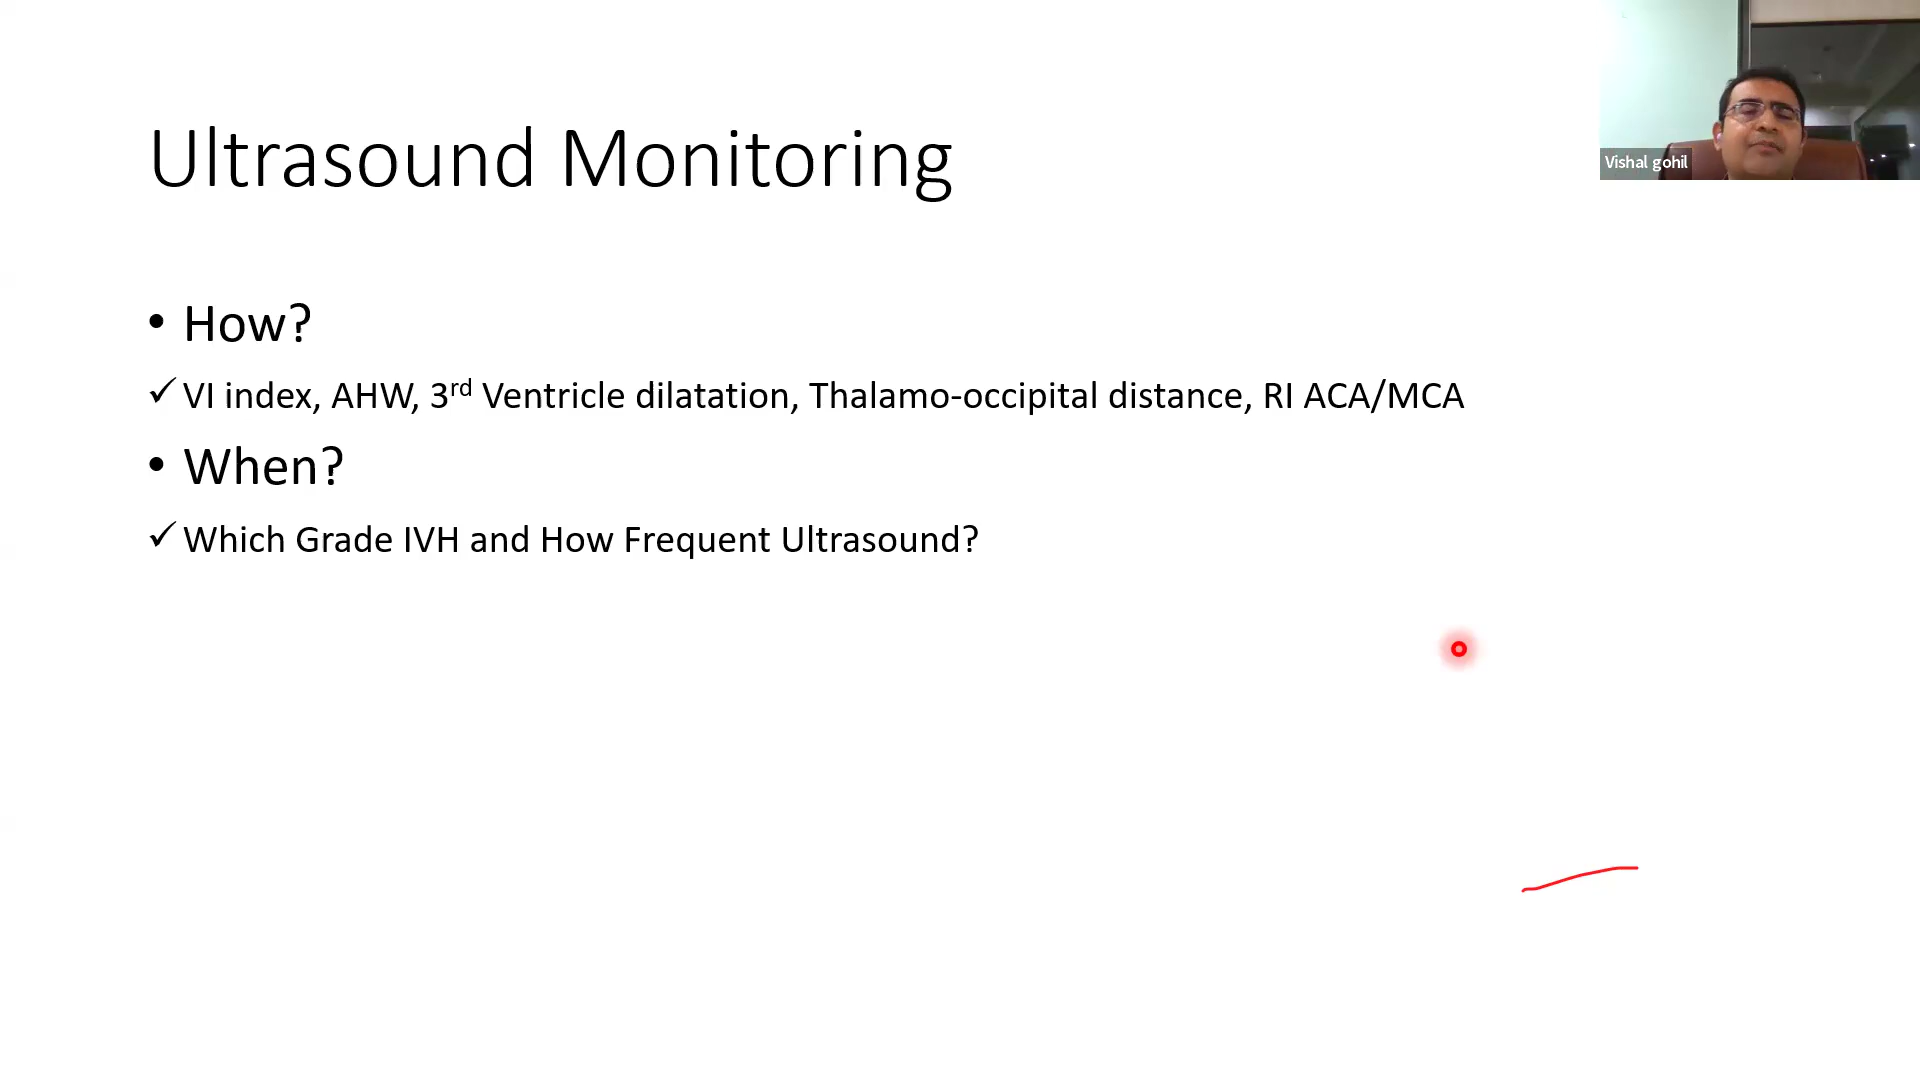 Ultrasound Monitoring
Vishal gohil
• How?
✓ VI index, AHW, 3rd Ventricle dilatation, Thalamo-occipital distance, RI ACA/MCA
• When?
✓ Which Grade IVH and How Frequent Ultrasound?